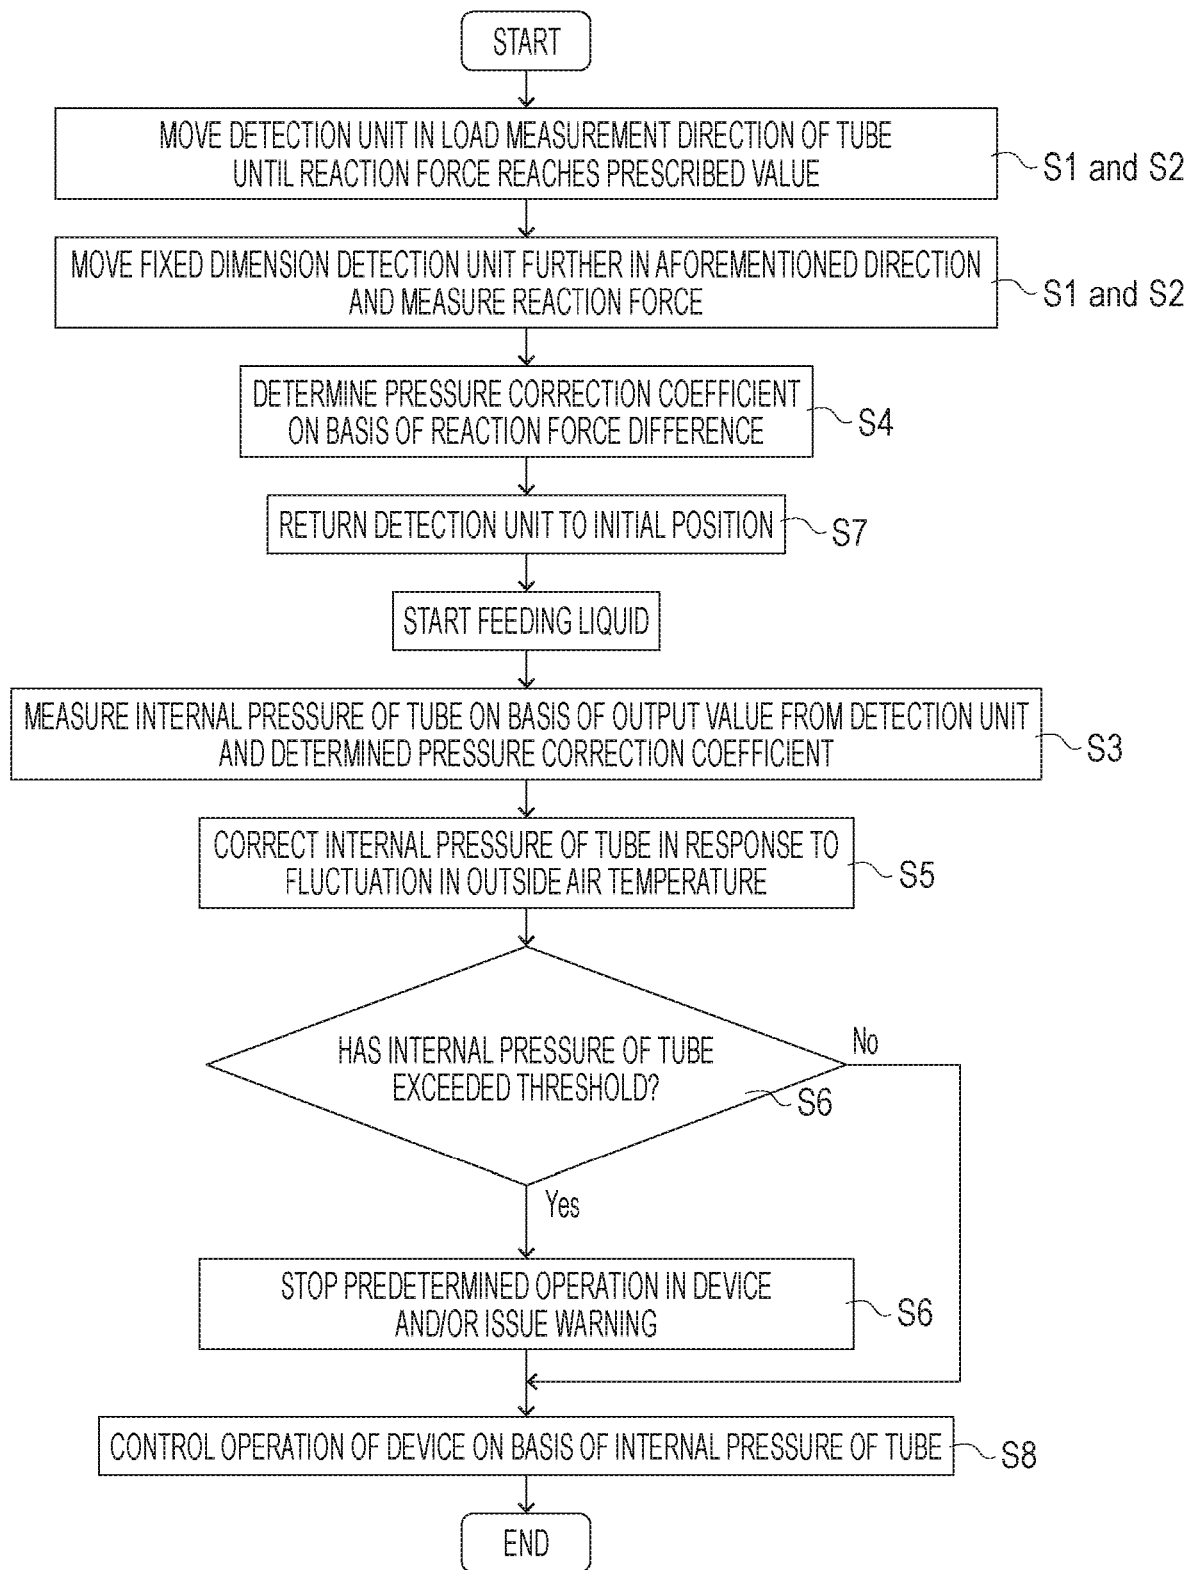 START
MOVE DETECTION UNIT IN LOAD MEASUREMENT DIRECTION OF TUBE
UNTIL REACTION FORCE REACHES PRESCRIBED VALUE
S1 and S2
MOVE FIXED DIMENSION DETECTION UNIT FURTHER IN AFOREMENTIONED DIRECTION
AND MEASURE REACTION FORCE
S1 and S2
DETERMINE PRESSURE CORRECTION COEFFICIENT
ON BASIS OF REACTION FORCE DIFFERENCE
S4
RETURN DETECTION UNIT TO INITIAL POSITION
S7
START FEEDING LIQUID
MEASURE INTERNAL PRESSURE OF TUBE ON BASIS OF OUTPUT VALUE FROM DETECTION UNIT
AND DETERMINED PRESSURE CORRECTION COEFFICIENT
S3
CORRECT INTERNAL PRESSURE OF TUBE IN RESPONSE TO
FLUCTUATION IN OUTSIDE AIR TEMPERATURE
S5
HAS INTERNAL PRESSURE OF TUBE
EXCEEDED THRESHOLD?
S6
No
Yes
STOP PREDETERMINED OPERATION IN DEVICE
AND/OR ISSUE WARNING
S6
CONTROL OPERATION OF DEVICE ON BASIS OF INTERNAL PRESSURE OF TUBE
S8
END